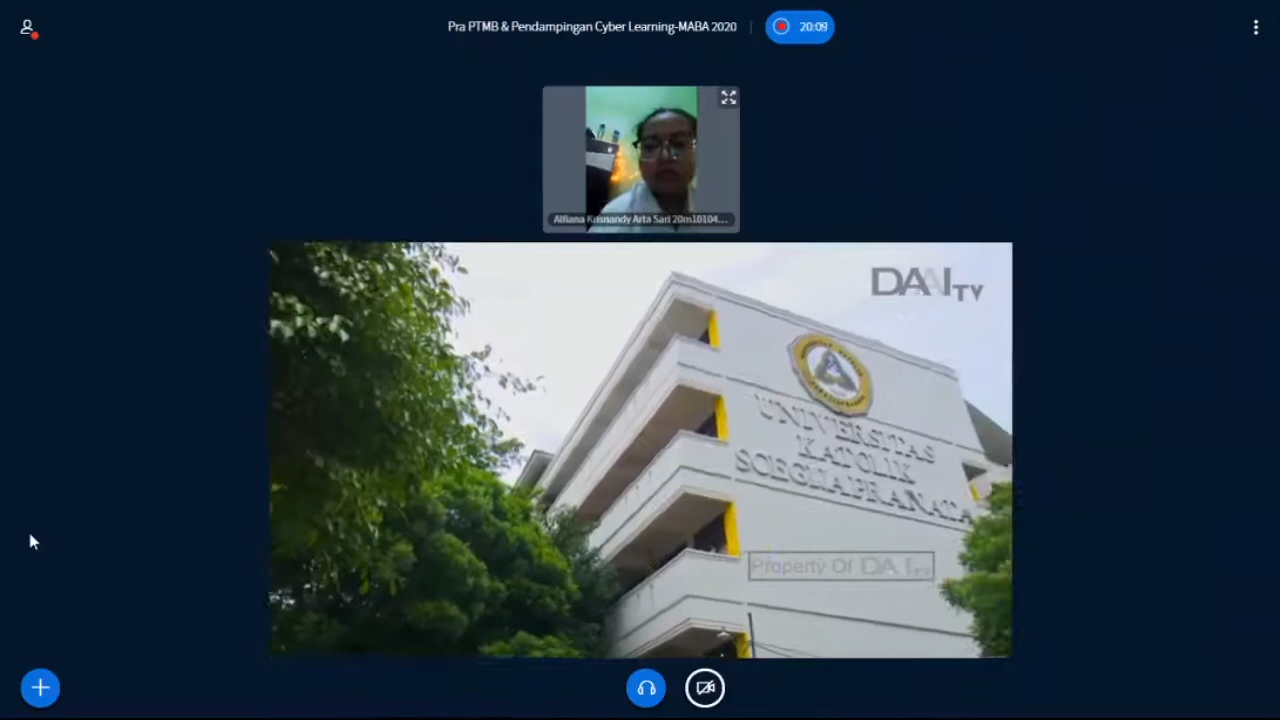 Pra PTMB & Pendampingan Cyber Learning-MABA 2020
20:09
Alfiana Krisnandy Arta Sari 20m10104...
DAAI TV
UNIVERSITAS
KATOLIK
SOEGIJAPRANATA
Property Of DAAI TV